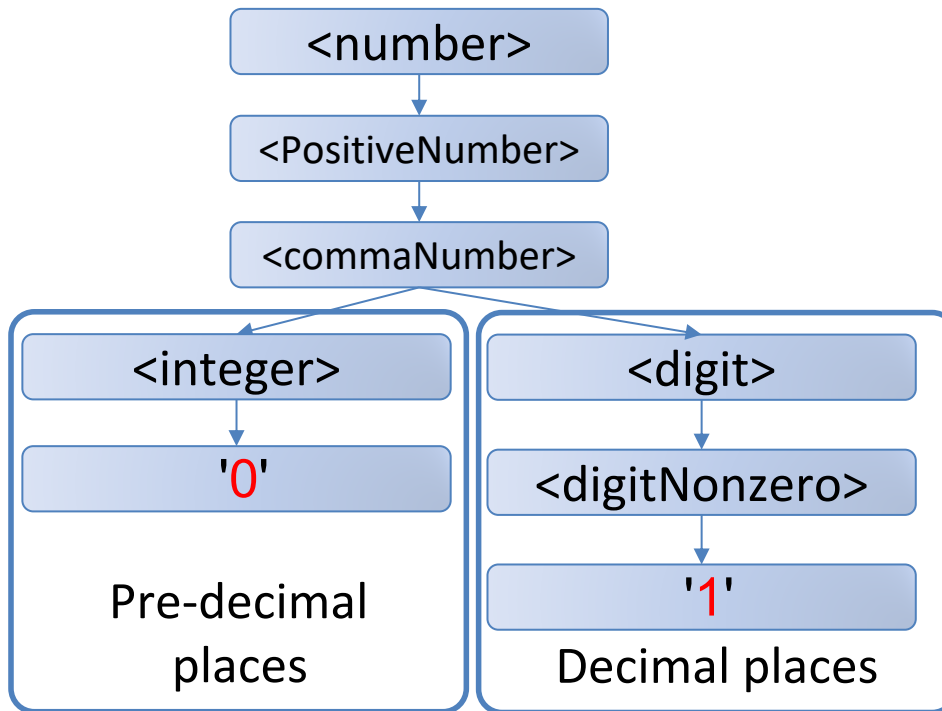 <number>
<PositiveNumber>
<commaNumber>
<integer>
'0'
Pre-decimal
places
<digit>
<digitNonzero>
'1'
Decimal places